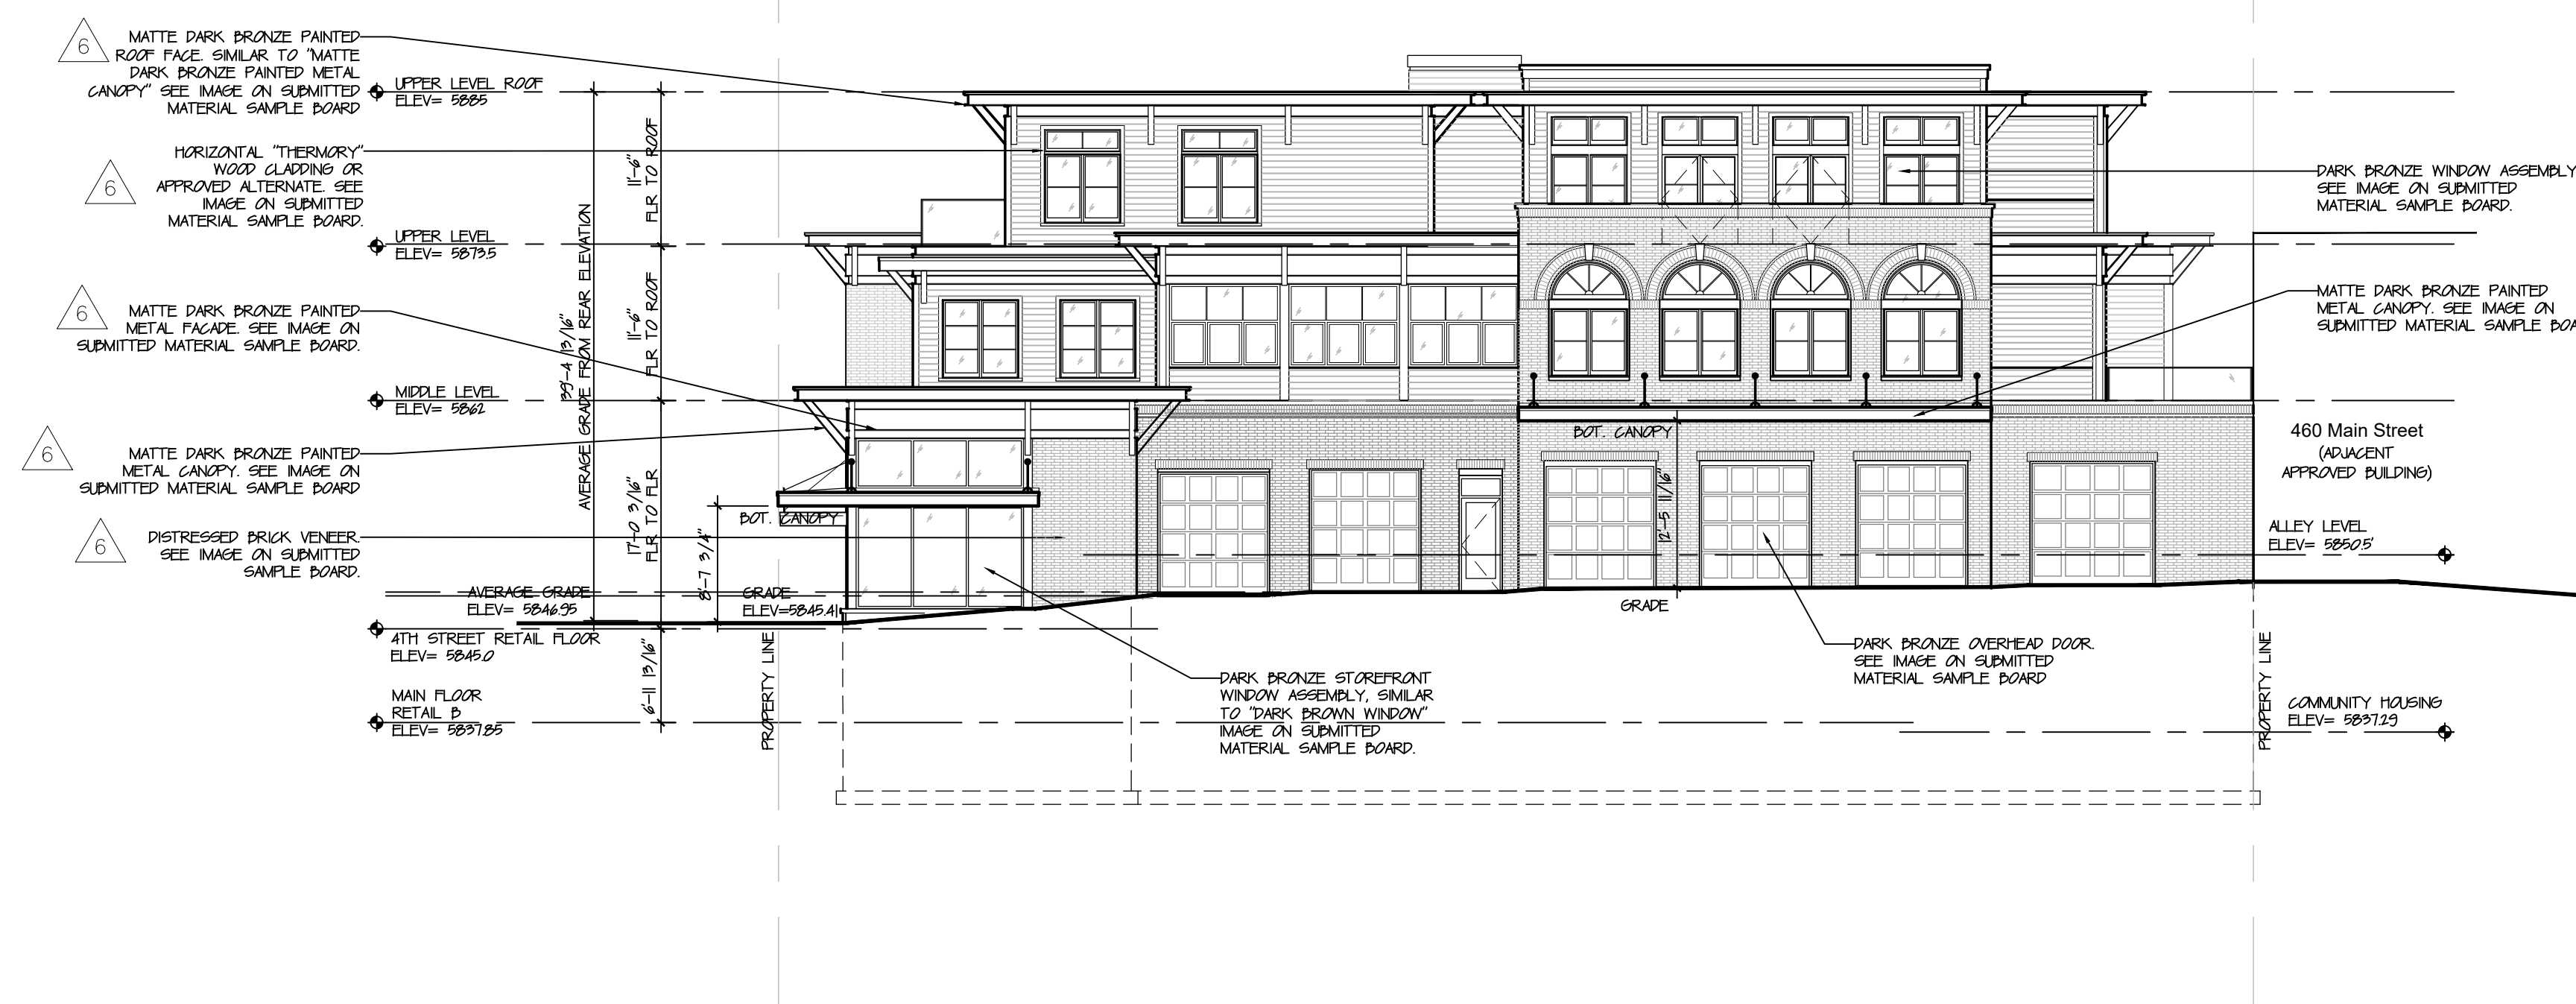 6
MATTE DARK BRONZE PAINTED
ROOF FACE. SIMILAR TO "MATTE
DARK BRONZE PAINTED METAL
CANOPY" SEE IMAGE ON SUBMITTED
MATERIAL SAMPLE BOARD
UPPER LEVEL ROOF
ELEV= 5885
6
HORIZONTAL "THERMORY"
WOOD CLADDING OR
APPROVED ALTERNATE. SEE
IMAGE ON SUBMITTED
MATERIAL SAMPLE BOARD.
UPPER LEVEL
ELEV= 5873.5
6
MATTE DARK BRONZE PAINTED
METAL FACADE. SEE IMAGE ON
SUBMITTED MATERIAL SAMPLE BOARD.
MIDDLE LEVEL
ELEV= 5862
6
MATTE DARK BRONZE PAINTED
METAL CANOPY. SEE IMAGE ON
SUBMITTED MATERIAL SAMPLE BOARD
6
DISTRESSED BRICK VENEER.
SEE IMAGE ON SUBMITTED
SAMPLE BOARD.
AVERAGE GRADE
ELEV= 5846.95
4TH STREET RETAIL FLOOR
ELEV= 5845.0
MAIN FLOOR
RETAIL B
ELEV= 5837.85
39'-4 13/16"
AVERAGE GRADE FROM REAR ELEVATION
11'-6"
FLR TO ROOF
11'-6"
FLR TO ROOF
17'-0 3/16"
FLR TO FLR
6'-11 13/16"
8'-7 3/4"
BOT. CANOPY
GRADE
ELEV=5845.41
PROPERTY LINE
BOT. CANOPY
12'-5 11/16"
GRADE
DARK BRONZE STOREFRONT
WINDOW ASSEMBLY, SIMILAR
TO "DARK BROWN WINDOW"
IMAGE ON SUBMITTED
MATERIAL SAMPLE BOARD.
DARK BRONZE OVERHEAD DOOR.
SEE IMAGE ON SUBMITTED
MATERIAL SAMPLE BOARD
DARK BRONZE WINDOW ASSEMBLY
SEE IMAGE ON SUBMITTED
MATERIAL SAMPLE BOARD.
MATTE DARK BRONZE PAINTED
METAL CANOPY. SEE IMAGE ON
SUBMITTED MATERIAL SAMPLE BOA
460 Main Street
(ADJACENT
APPROVED BUILDING)
ALLEY LEVEL
ELEV= 5850.5'
PROPERTY LINE
COMMUNITY HOUSING
ELEV= 5837.29